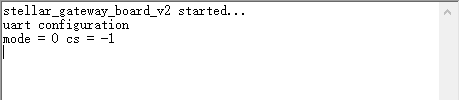 stellar_gateway_board_v2 started...
uart configuration
mode = 0 cs = -1